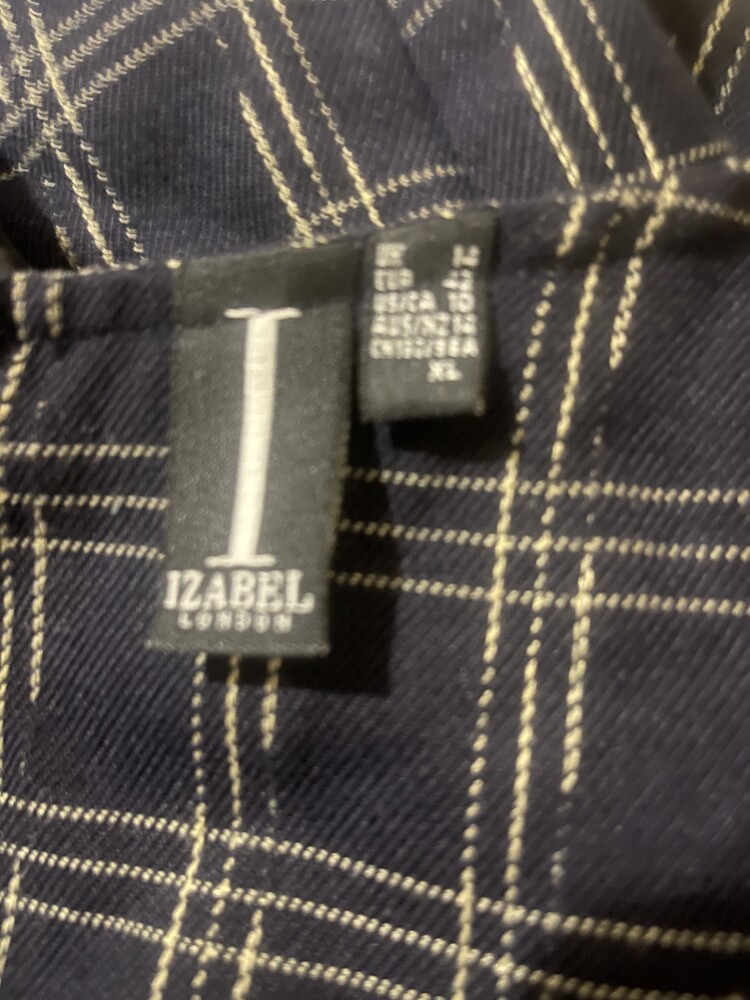 I
IZABEL
LONDON
UK 14
EUR 42
US/CA 10
AUS/NZ 14
XL